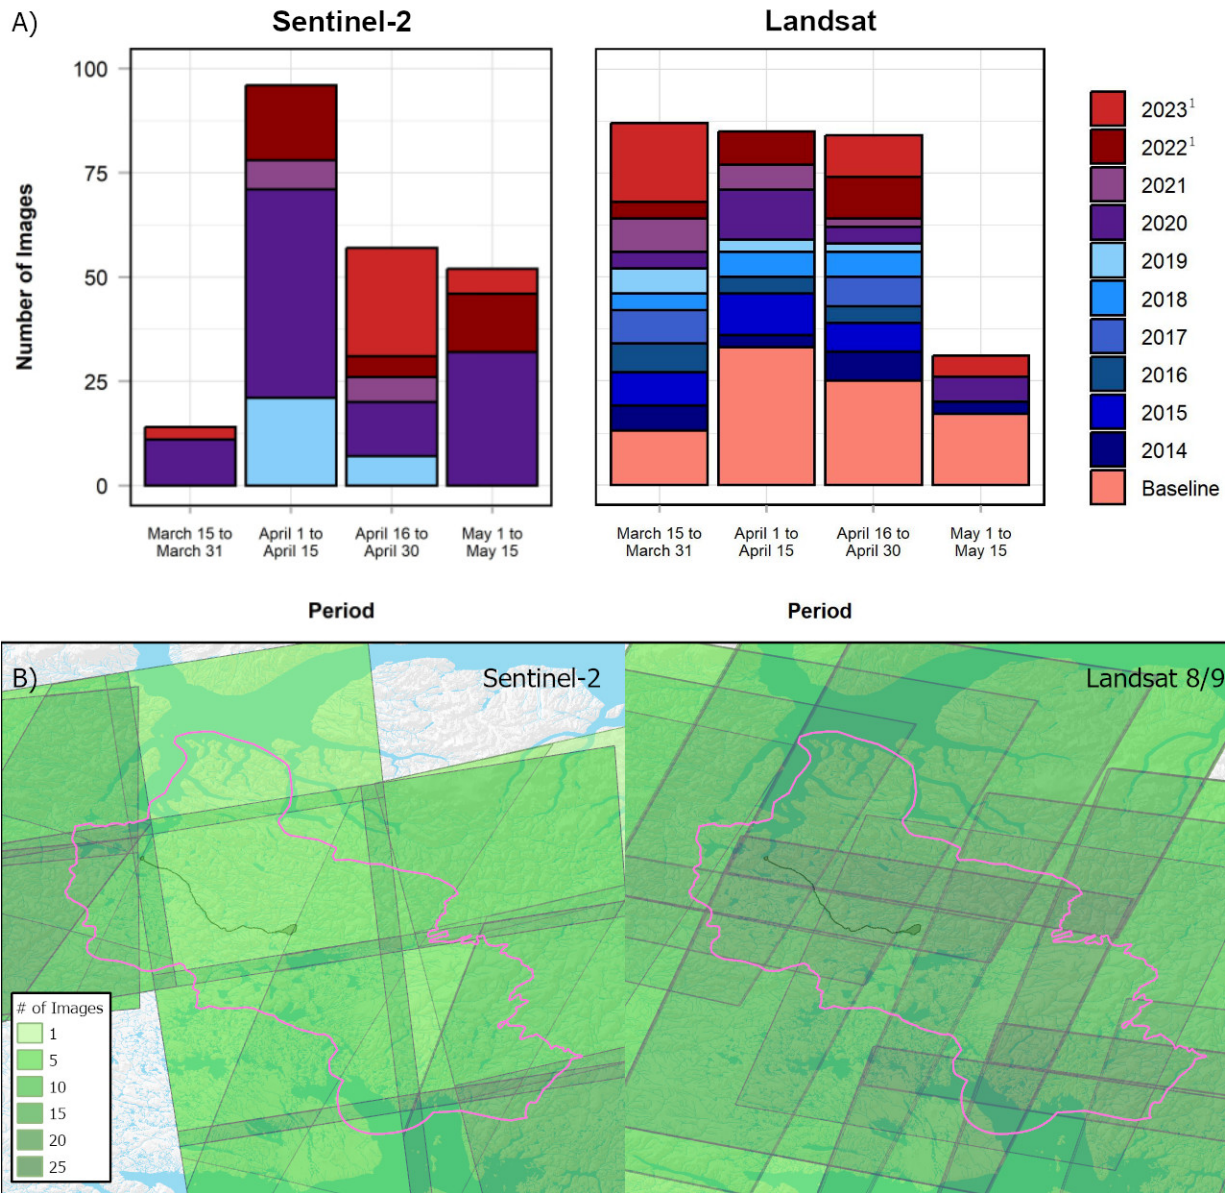 A)
Sentinel-2
Landsat
Number of Images
100
75
50
25
0
March 15 to
March 31
April 1 to
April 15
April 16 to
April 30
May 1 to
May 15
March 15 to
March 31
April 1 to
April 15
April 16 to
April 30
May 1 to
May 15
2023¹
2022¹
2021
2020
2019
2018
2017
2016
2015
2014
Baseline
Period
Period
B)
Sentinel-2
Landsat 8/9
# of Images
1
5
10
15
20
25